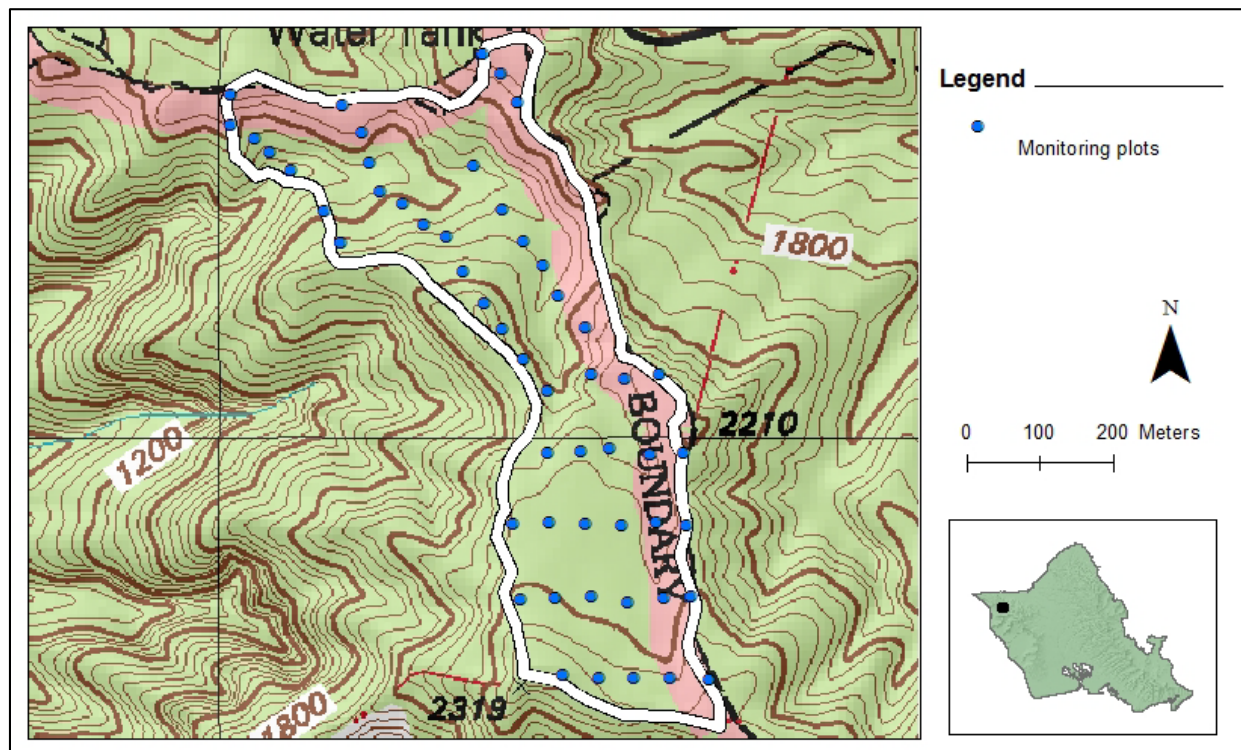 Water Tank
1800
BOUNDARY
2210
1200
2319
1800
Legend
Monitoring plots
N
0 100 200 Meters